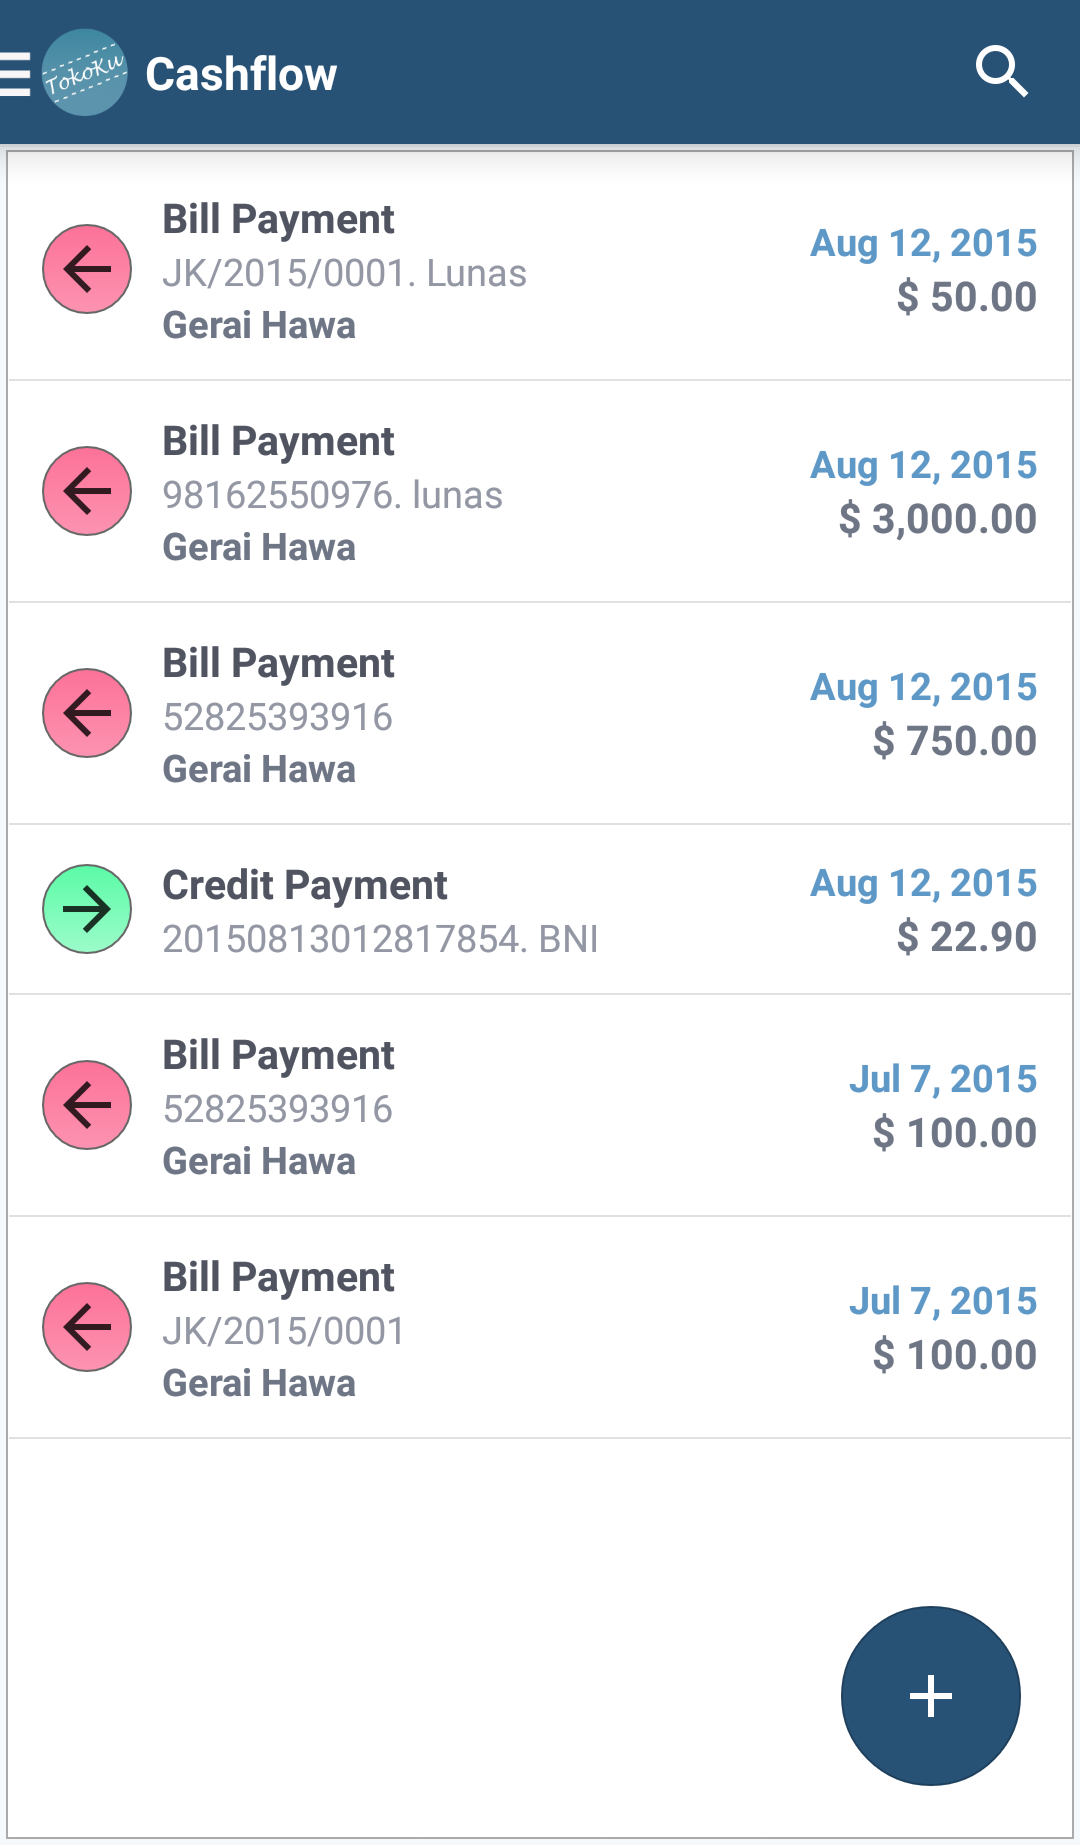 TokoKu
Cashflow
Bill Payment
JK/2015/0001. Lunas
Gerai Hawa
Aug 12, 2015
$ 50.00
Bill Payment
98162550976. lunas
Gerai Hawa
Aug 12, 2015
$ 3,000.00
Bill Payment
52825393916
Gerai Hawa
Aug 12, 2015
$ 750.00
Credit Payment
20150813012817854. BNI
Aug 12, 2015
$ 22.90
Bill Payment
52825393916
Gerai Hawa
Jul 7, 2015
$ 100.00
Bill Payment
JK/2015/0001
Gerai Hawa
Jul 7, 2015
$ 100.00